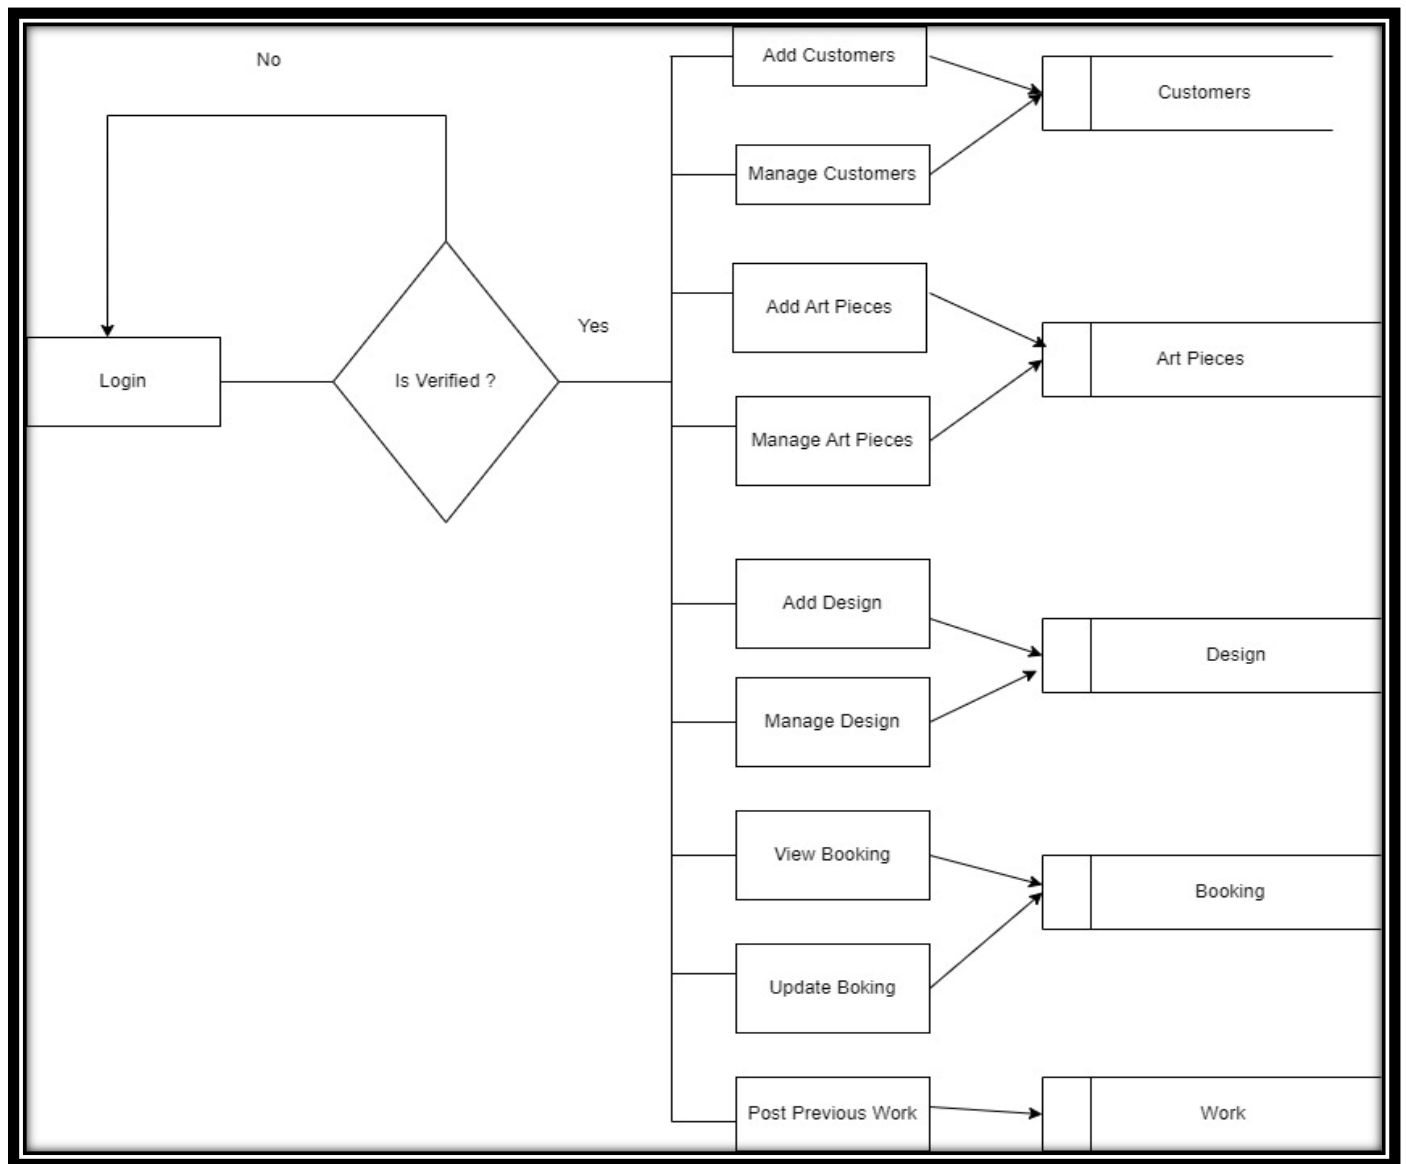 No
Add Customers
Customers
Manage Customers
Add Art Pieces
Yes
Art Pieces
Login
Is Verified ?
Manage Art Pieces
Add Design
Design
Manage Design
View Booking
Booking
Update Boking
Post Previous Work
Work